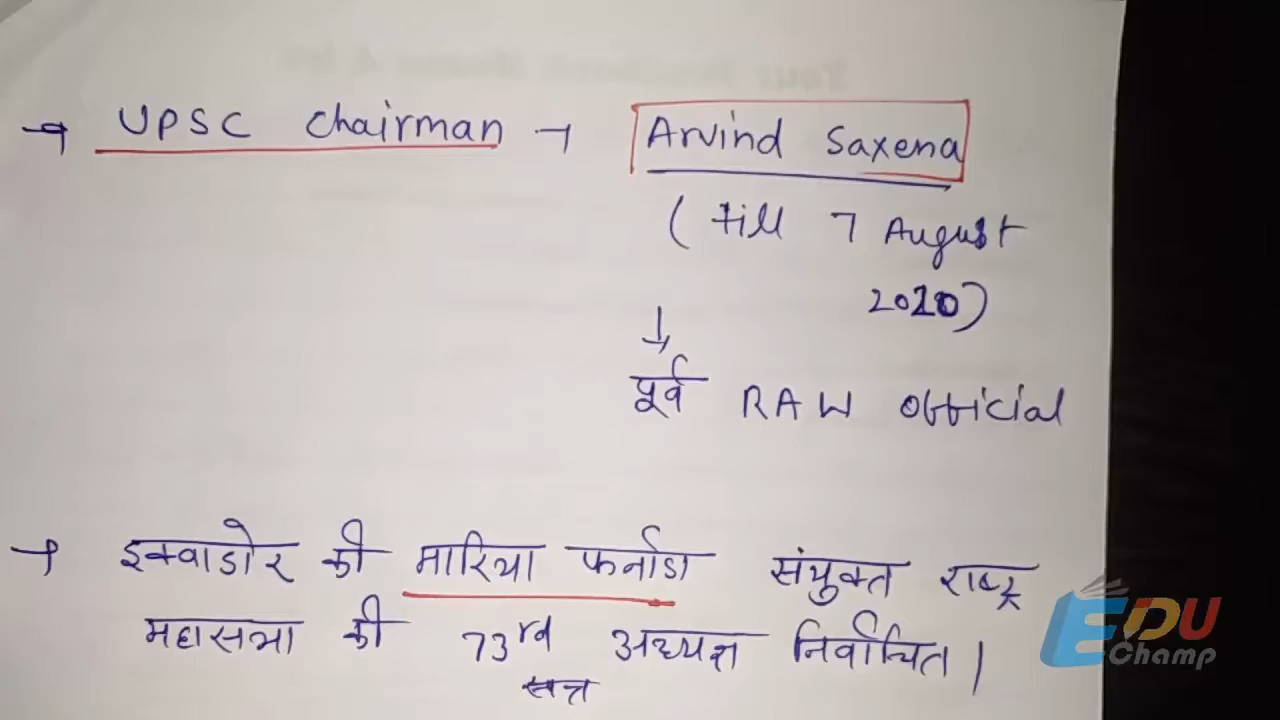 → UPSC Chairman → Arvind Saxena
( till 7 August
2020)
↓
पूर्व RAW official
→ इक्वाडोर की मारिया फर्नाडा संयुक्त राष्ट्र
महासभा की 73rd अध्यक्ष निर्वाचित।
सत्र
EDU
Champ